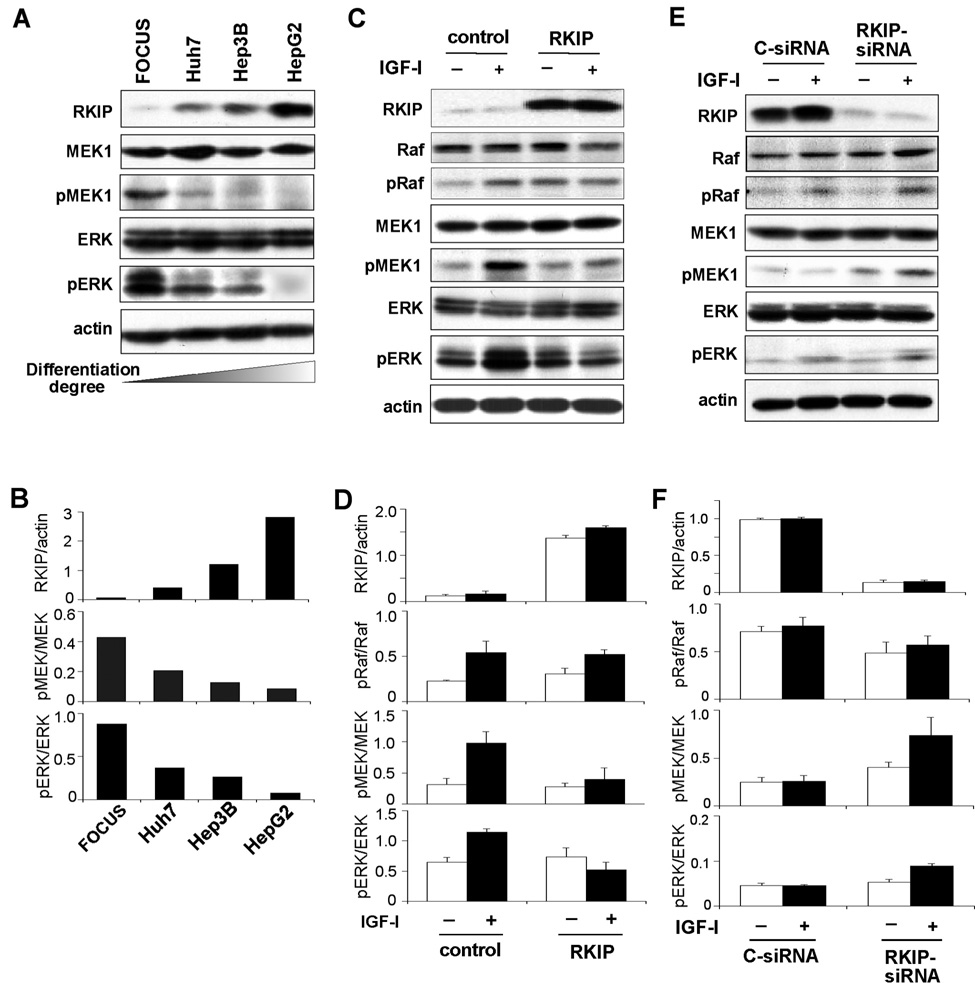 A
FOCUS
Huh7
Hep3B
HepG2
RKIP
MEK1
pMEK1
ERK
pERK
actin
Differentiation
degree
B
RKIP/actin
3
2
1
0
pMEK/MEK
0.6
0.4
0.2
0
pERK/ERK
1.0
0.5
0
FOCUS
Huh7
Hep3B
HepG2
C
control
RKIP
IGF-I
– + – +
RKIP
Raf
pRaf
MEK1
pMEK1
ERK
pERK
actin
D
RKIP/actin
2.0
1.0
0
pRaf/Raf
1.0
0.5
0
pMEK/MEK
1.5
1.0
0.5
0
pERK/ERK
1.5
1.0
0.5
0
IGF-I
– + – +
control
RKIP
E
C-siRNA
RKIP-
siRNA
IGF-I
– + – +
RKIP
Raf
pRaf
MEK1
pMEK1
ERK
pERK
actin
F
RKIP/actin
1.0
0.5
0
pRaf/Raf
1.0
0.5
0
pMEK/MEK
1.0
0.5
0
pERK/ERK
0.2
0.1
0
IGF-I
– + – +
C-siRNA
RKIP-
siRNA